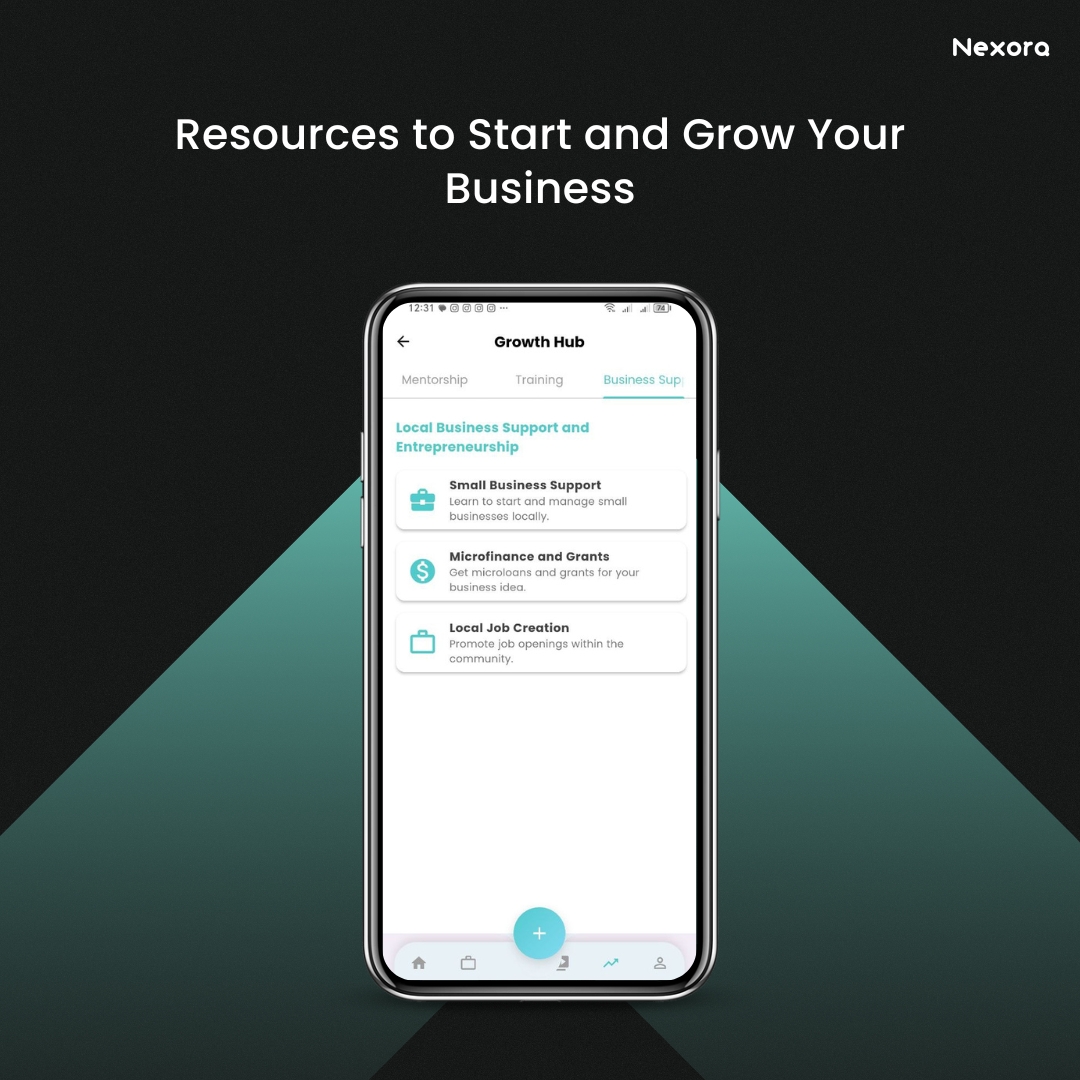 Nexora
Resources to Start and Grow Your
Business
12:31
74
Growth Hub
Mentorship Training Business Sup
Local Business Support and
Entrepreneurship
Small Business Support
Learn to start and manage small
businesses locally.
Microfinance and Grants
Get microloans and grants for your
business idea.
Local Job Creation
Promote job openings within the
community.